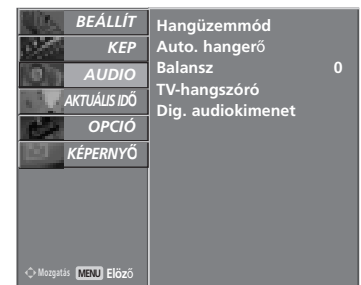 BEÁLLÍT
KEP
AUDIO
AKTUÁLIS IDŐ
OPCIÓ
KÉPERNYŐ
Hangüzemmód
Auto. hangerő
Balansz 0
TV-hangszóró
Dig. audiokimenet
Mozgatás MENU Előző